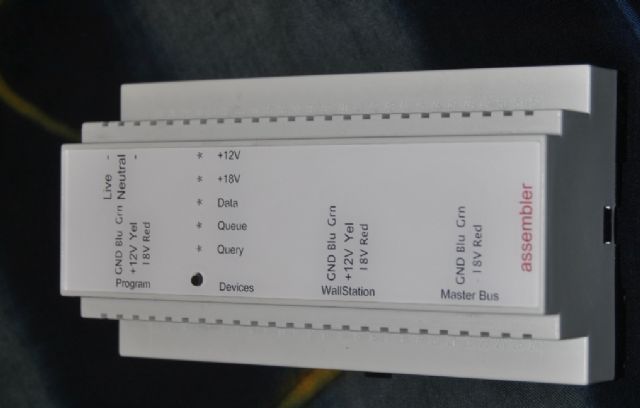 Live -
Neutral -
GND Blu Grn
+12V Yel
- 18V Red
Program
* +12V
* +18V
* Data
* Queue
* Query
Devices
GND Blu Grn
+12V Yel
- 18V Red
WallStation
GND Blu Grn
- 18V Red
Master Bus
assembler